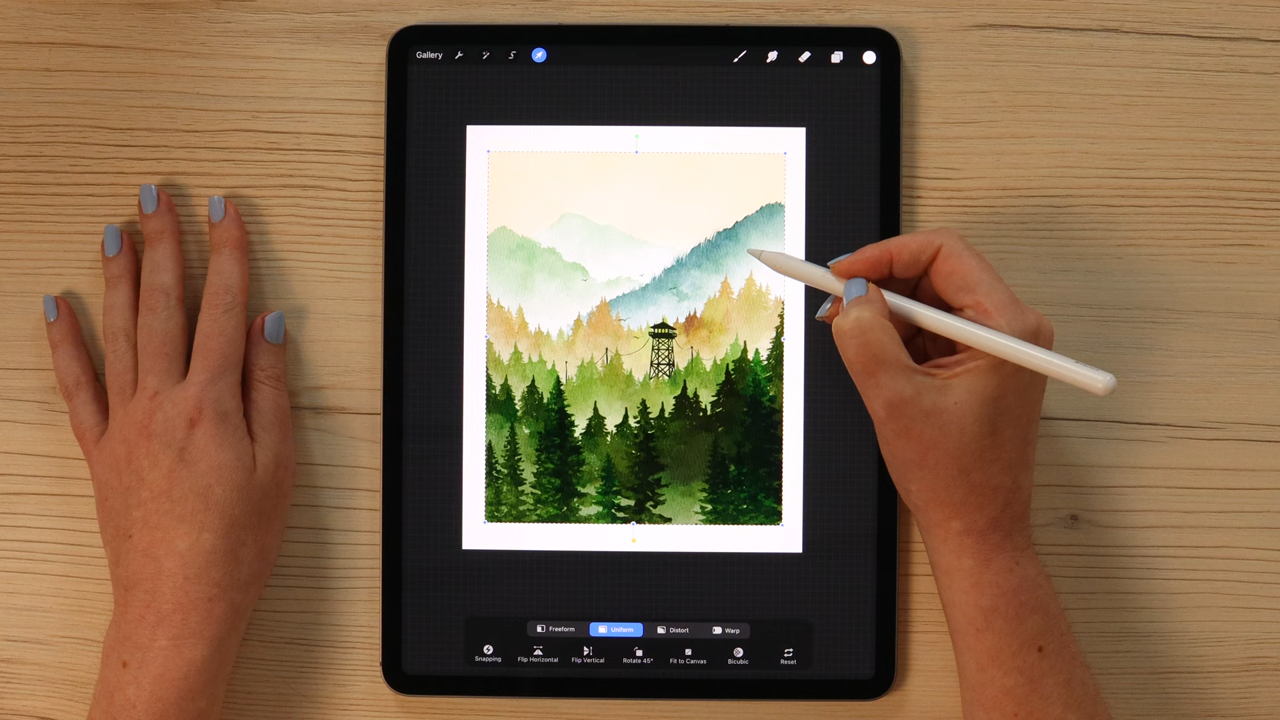 Gallery
Freeform Uniform Distort Warp
Snapping Flip Horizontal Flip Vertical Rotate 45° Fit to Canvas Bicubic Reset